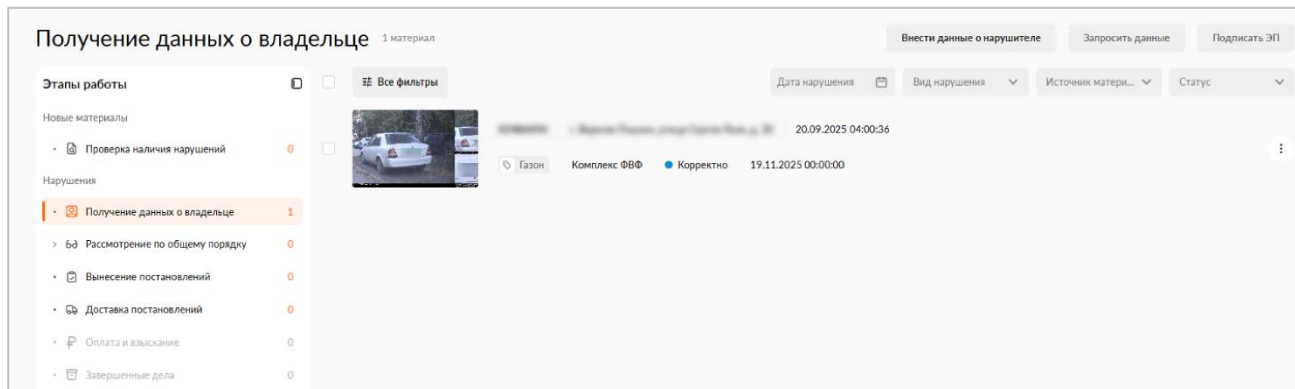 Получение данных о владельце 1 материал
Внести данные о нарушителе Запросить данные Подписать ЭП
Этапы работы
Все фильтры Дата нарушения Вид нарушения Источник матери... Статус
Новые материалы
Проверка наличия нарушений 0
20.09.2025 04:00:36
Газон Комплекс ФВФ Корректно 19.11.2025 00:00:00
Нарушения
Получение данных о владельце 1
Рассмотрение по общему порядку 0
Вынесение постановлений 0
Доставка постановлений 0
Оплата и взыскание 0
Завершенные дела 0